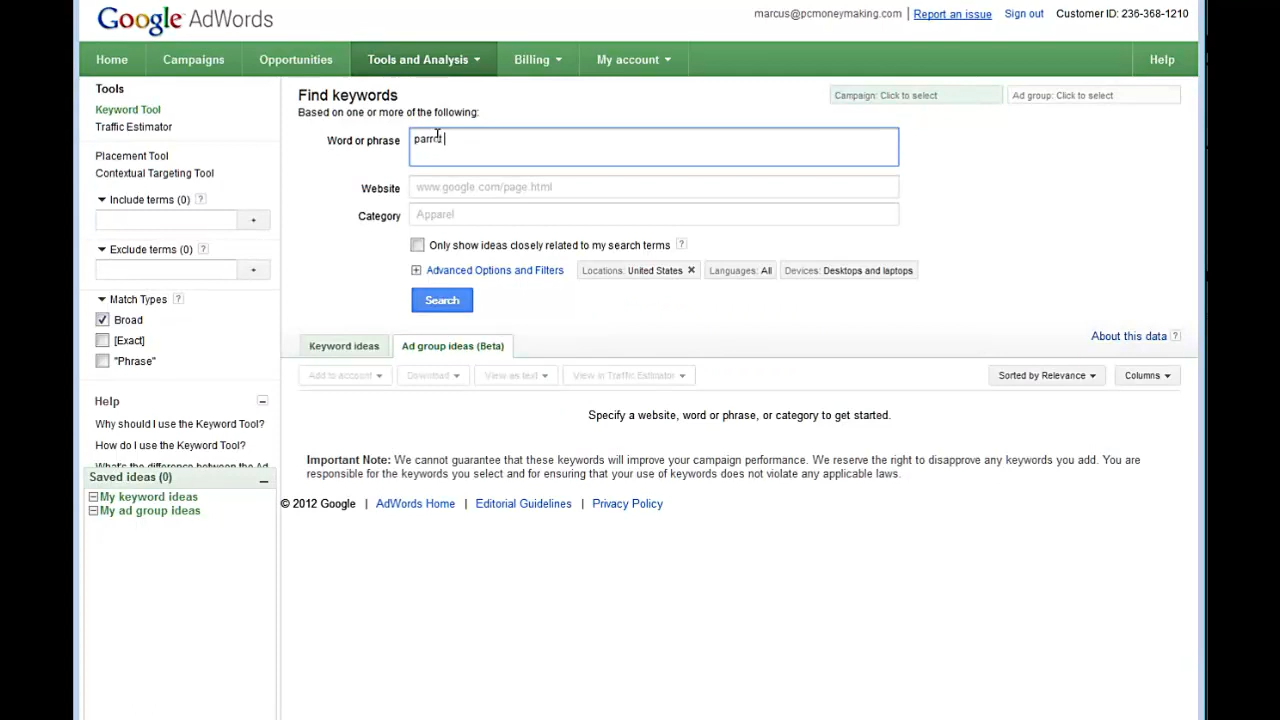 Google AdWords
marcus@pcmoneymaking.com | Report an issue Sign out Customer ID: 236-368-1210
Home Campaigns Opportunities Tools and Analysis Billing My account Help
Tools
Keyword Tool
Traffic Estimator
Placement Tool
Contextual Targeting Tool
Include terms (0) ?
+
Exclude terms (0) ?
+
Match Types ?
Broad
[Exact]
"Phrase"
Help
Why should I use the Keyword Tool?
How do I use the Keyword Tool?
What's the difference between the Ad
Saved ideas (0)
My keyword ideas
My ad group ideas
Find keywords
Based on one or more of the following:
Campaign: Click to select Ad group: Click to select
Word or phrase parrot
Website www.google.com/page.html
Category Apparel
Only show ideas closely related to my search terms ?
Advanced Options and Filters Locations: United States × Languages: All Devices: Desktops and laptops
Search
About this data ?
Keyword ideas Ad group ideas (Beta)
Add to account Download View as text View in Traffic Estimator Sorted by Relevance Columns
Specify a website, word or phrase, or category to get started.
Important Note: We cannot guarantee that these keywords will improve your campaign performance. We reserve the right to disapprove any keywords you add. You are
responsible for the keywords you select and for ensuring that your use of keywords does not violate any applicable laws.
© 2012 Google | AdWords Home | Editorial Guidelines | Privacy Policy